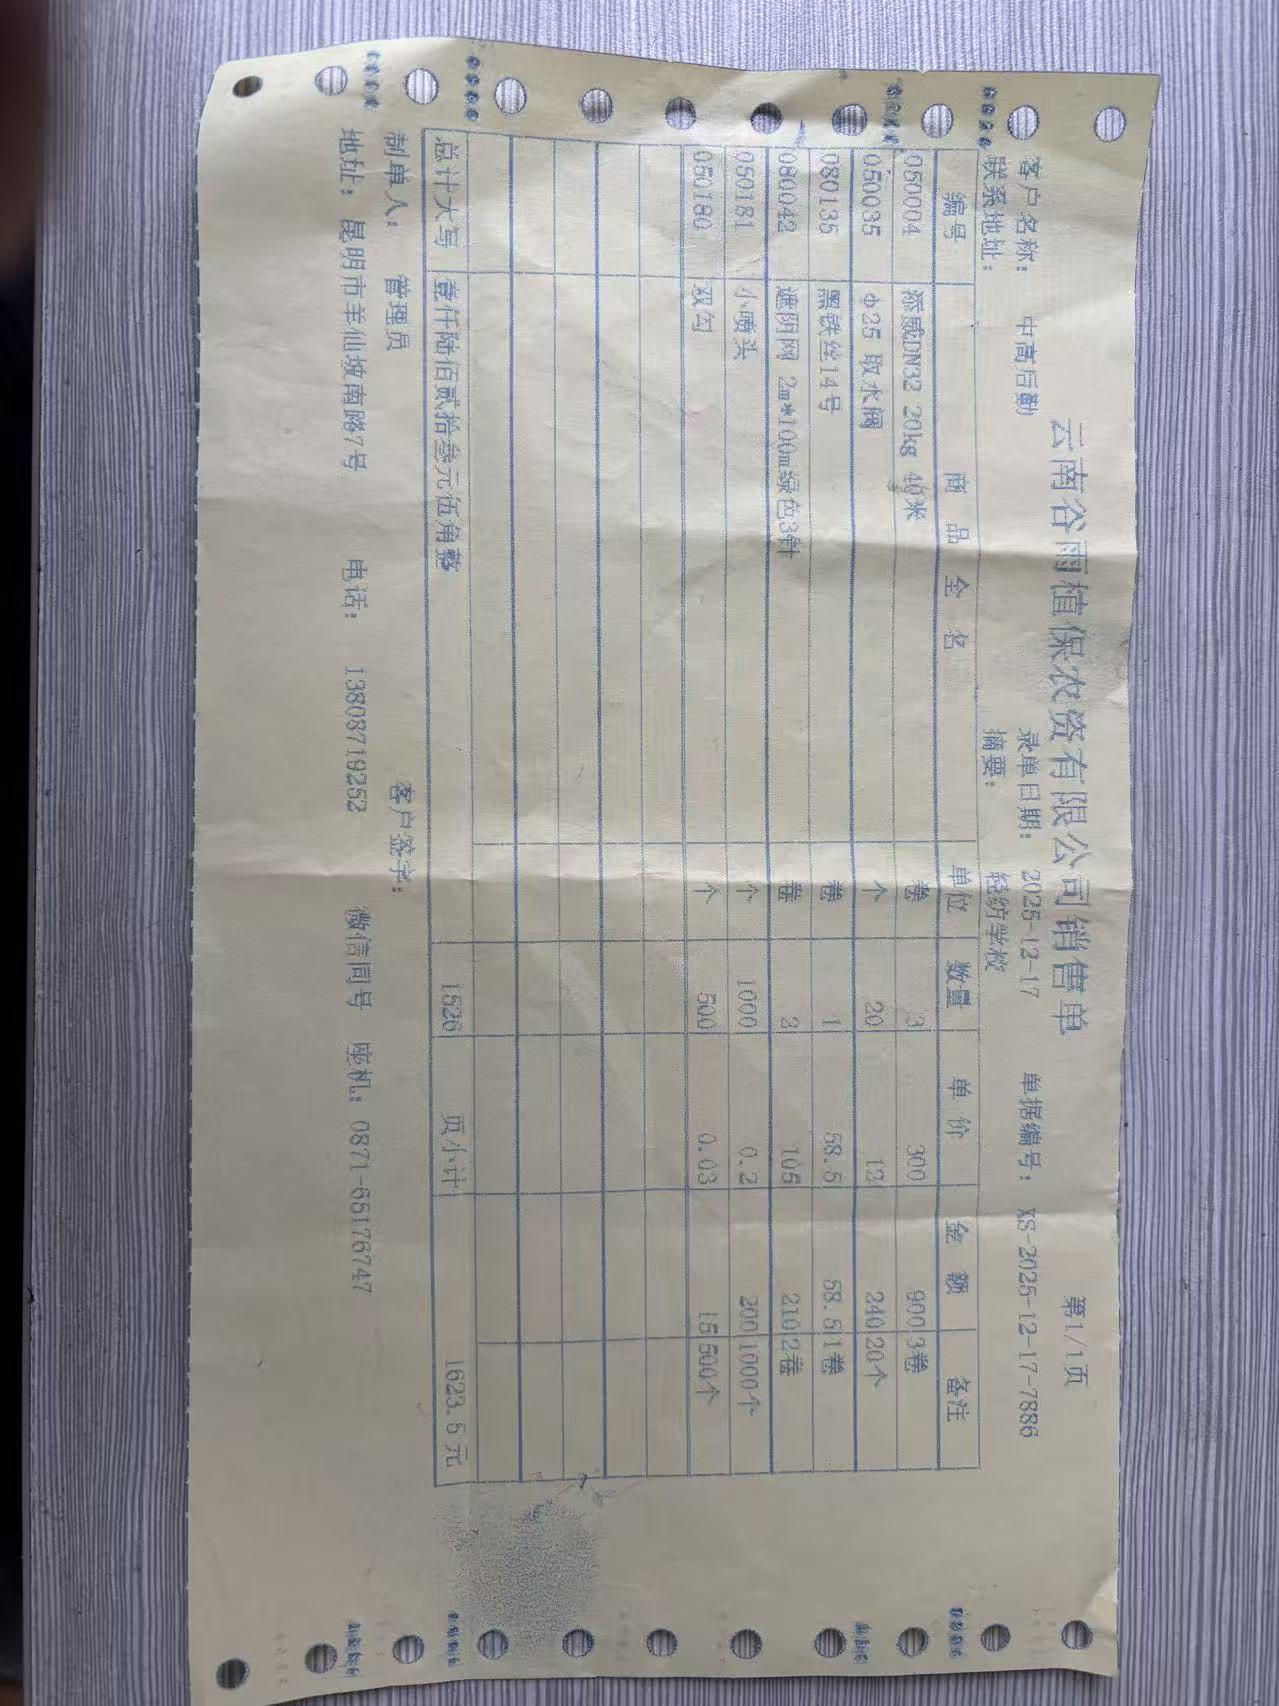 云南谷雨植保农资有限公司销售单
第1/1页
客户名称： 中高后勤 录单日期： 2025-12-17 单据编号： XS-2025-12-17-7886
联系地址： 摘要： 轻纺学校
编号 商品全名 单位 数量 单价 金额 备注
050004 添威DN32 20kg 40米 卷 3 300 900 3卷
050035 Φ25 取水阀 个 20 12 240 20个
080135 黑铁丝14号 卷 1 58.5 58.5 1卷
080042 遮阴网 2m*100m绿色3针 卷 2 105 210 2卷
050181 小喷头 个 1000 0.2 200 1000个
050180 双勾 个 500 0.03 15 500个
总计大写 壹仟陆佰贰拾叁元伍角整 1526 页小计 1623.5元
制单人： 管理员 客户签字：
地址： 昆明市羊仙坡南路7号 电话： 13808719252 微信同号 座机：0871-65176747